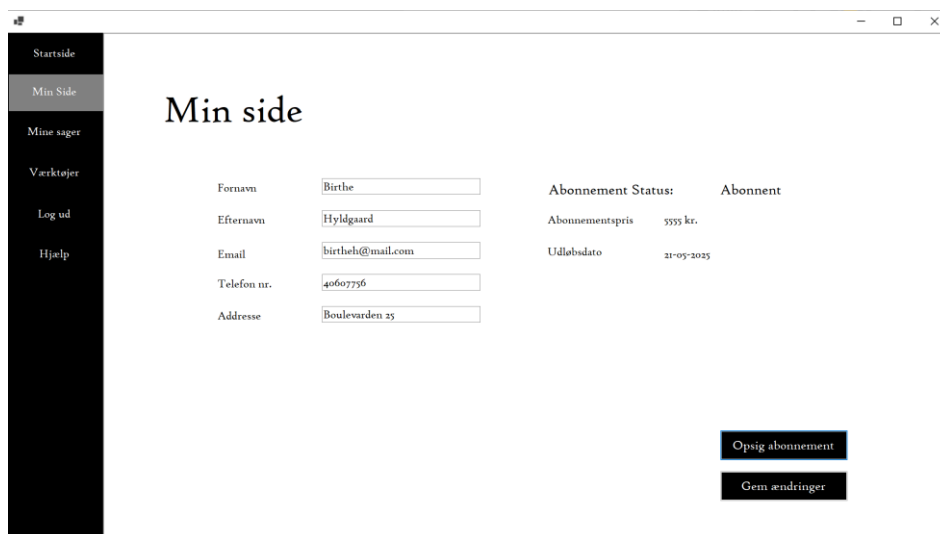 Startside
Min Side
Mine sager
Værktøjer
Log ud
Hjælp
Min side
Fornavn Birthe
Efternavn Hyldgaard
Email birtheh@mail.com
Telefon nr. 40607756
Addresse Boulevarden 25
Abonnement Status: Abonnent
Abonnementspris 5555 kr.
Udløbsdato 21-05-2025
Opsig abonnement
Gem ændringer